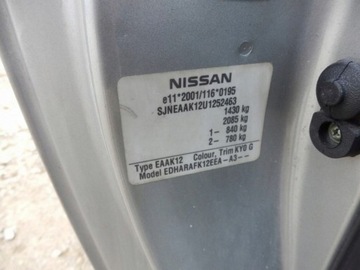 NISSAN
e11*2001/116*0195
SJNEAAK12U1252463
1430 kg
2085 kg
1- 840 kg
2- 780 kg
Type EAAK12 Colour, Trim KY0 G
Model EDHARAFK12EEA-A3--